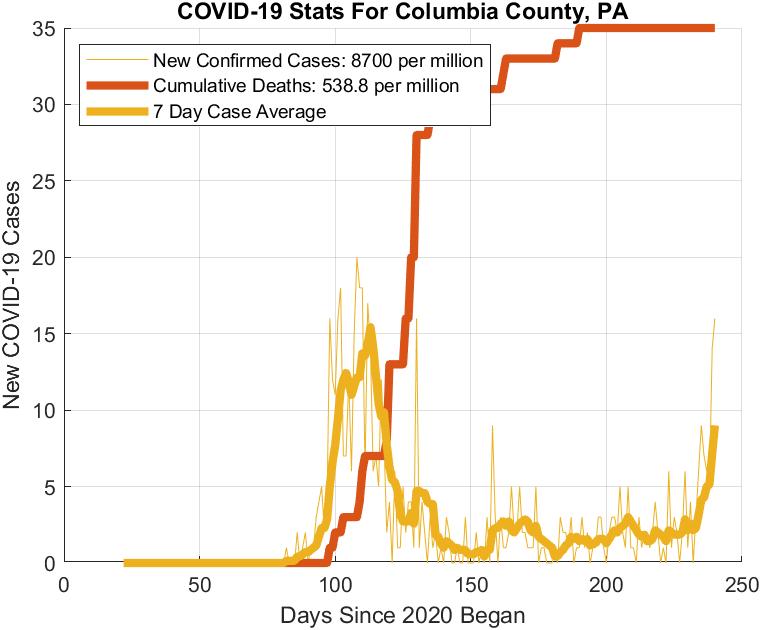 COVID-19 Stats For Columbia County, PA
New Confirmed Cases: 8700 per million
Cumulative Deaths: 538.8 per million
7 Day Case Average
35
30
25
20
15
10
5
0
New COVID-19 Cases
0 50 100 150 200 250
Days Since 2020 Began